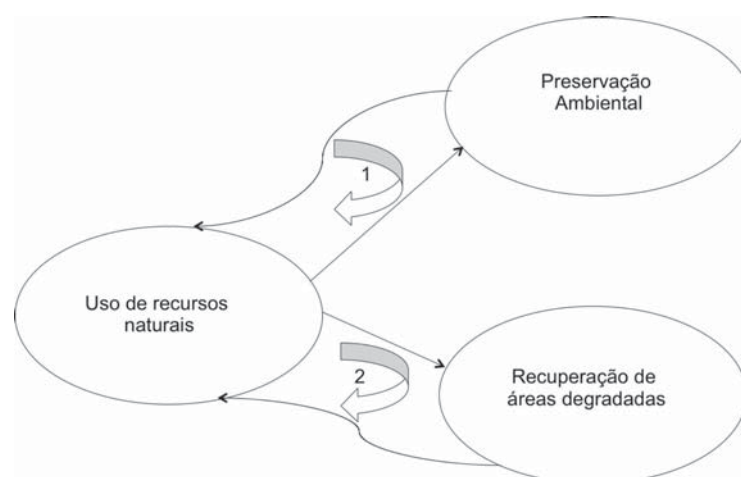 Preservação
Ambiental
1
Uso de recursos
naturais
2
Recuperação de
áreas degradadas